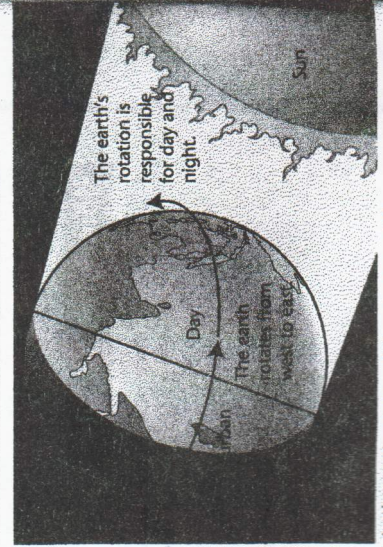 The earth's
rotation is
responsible
for day and
night.
Sun
Day
The earth
rotates from
west to east.